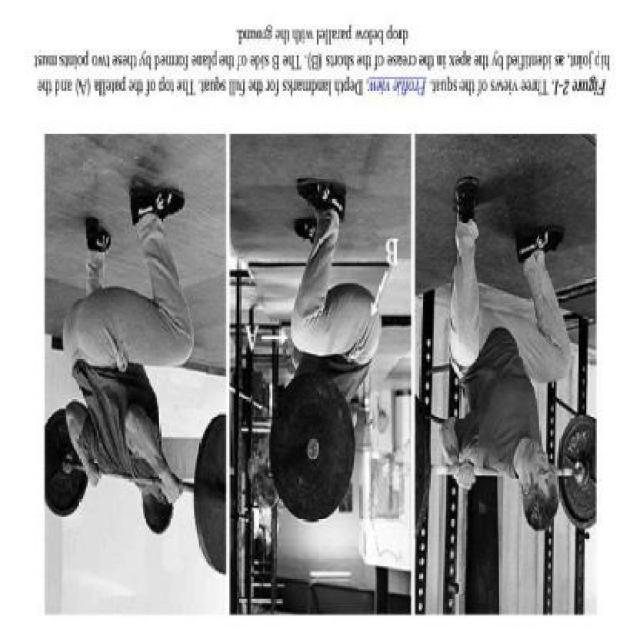 Figure 2-1. Three views of the squat. Profile view, Depth landmarks for the full squat. The top of the patella (A) and the
hip joint, as identified by the apex in the crease of the shorts (B). The B side of the plane formed by these two points must
drop below parallel with the ground.
A
B